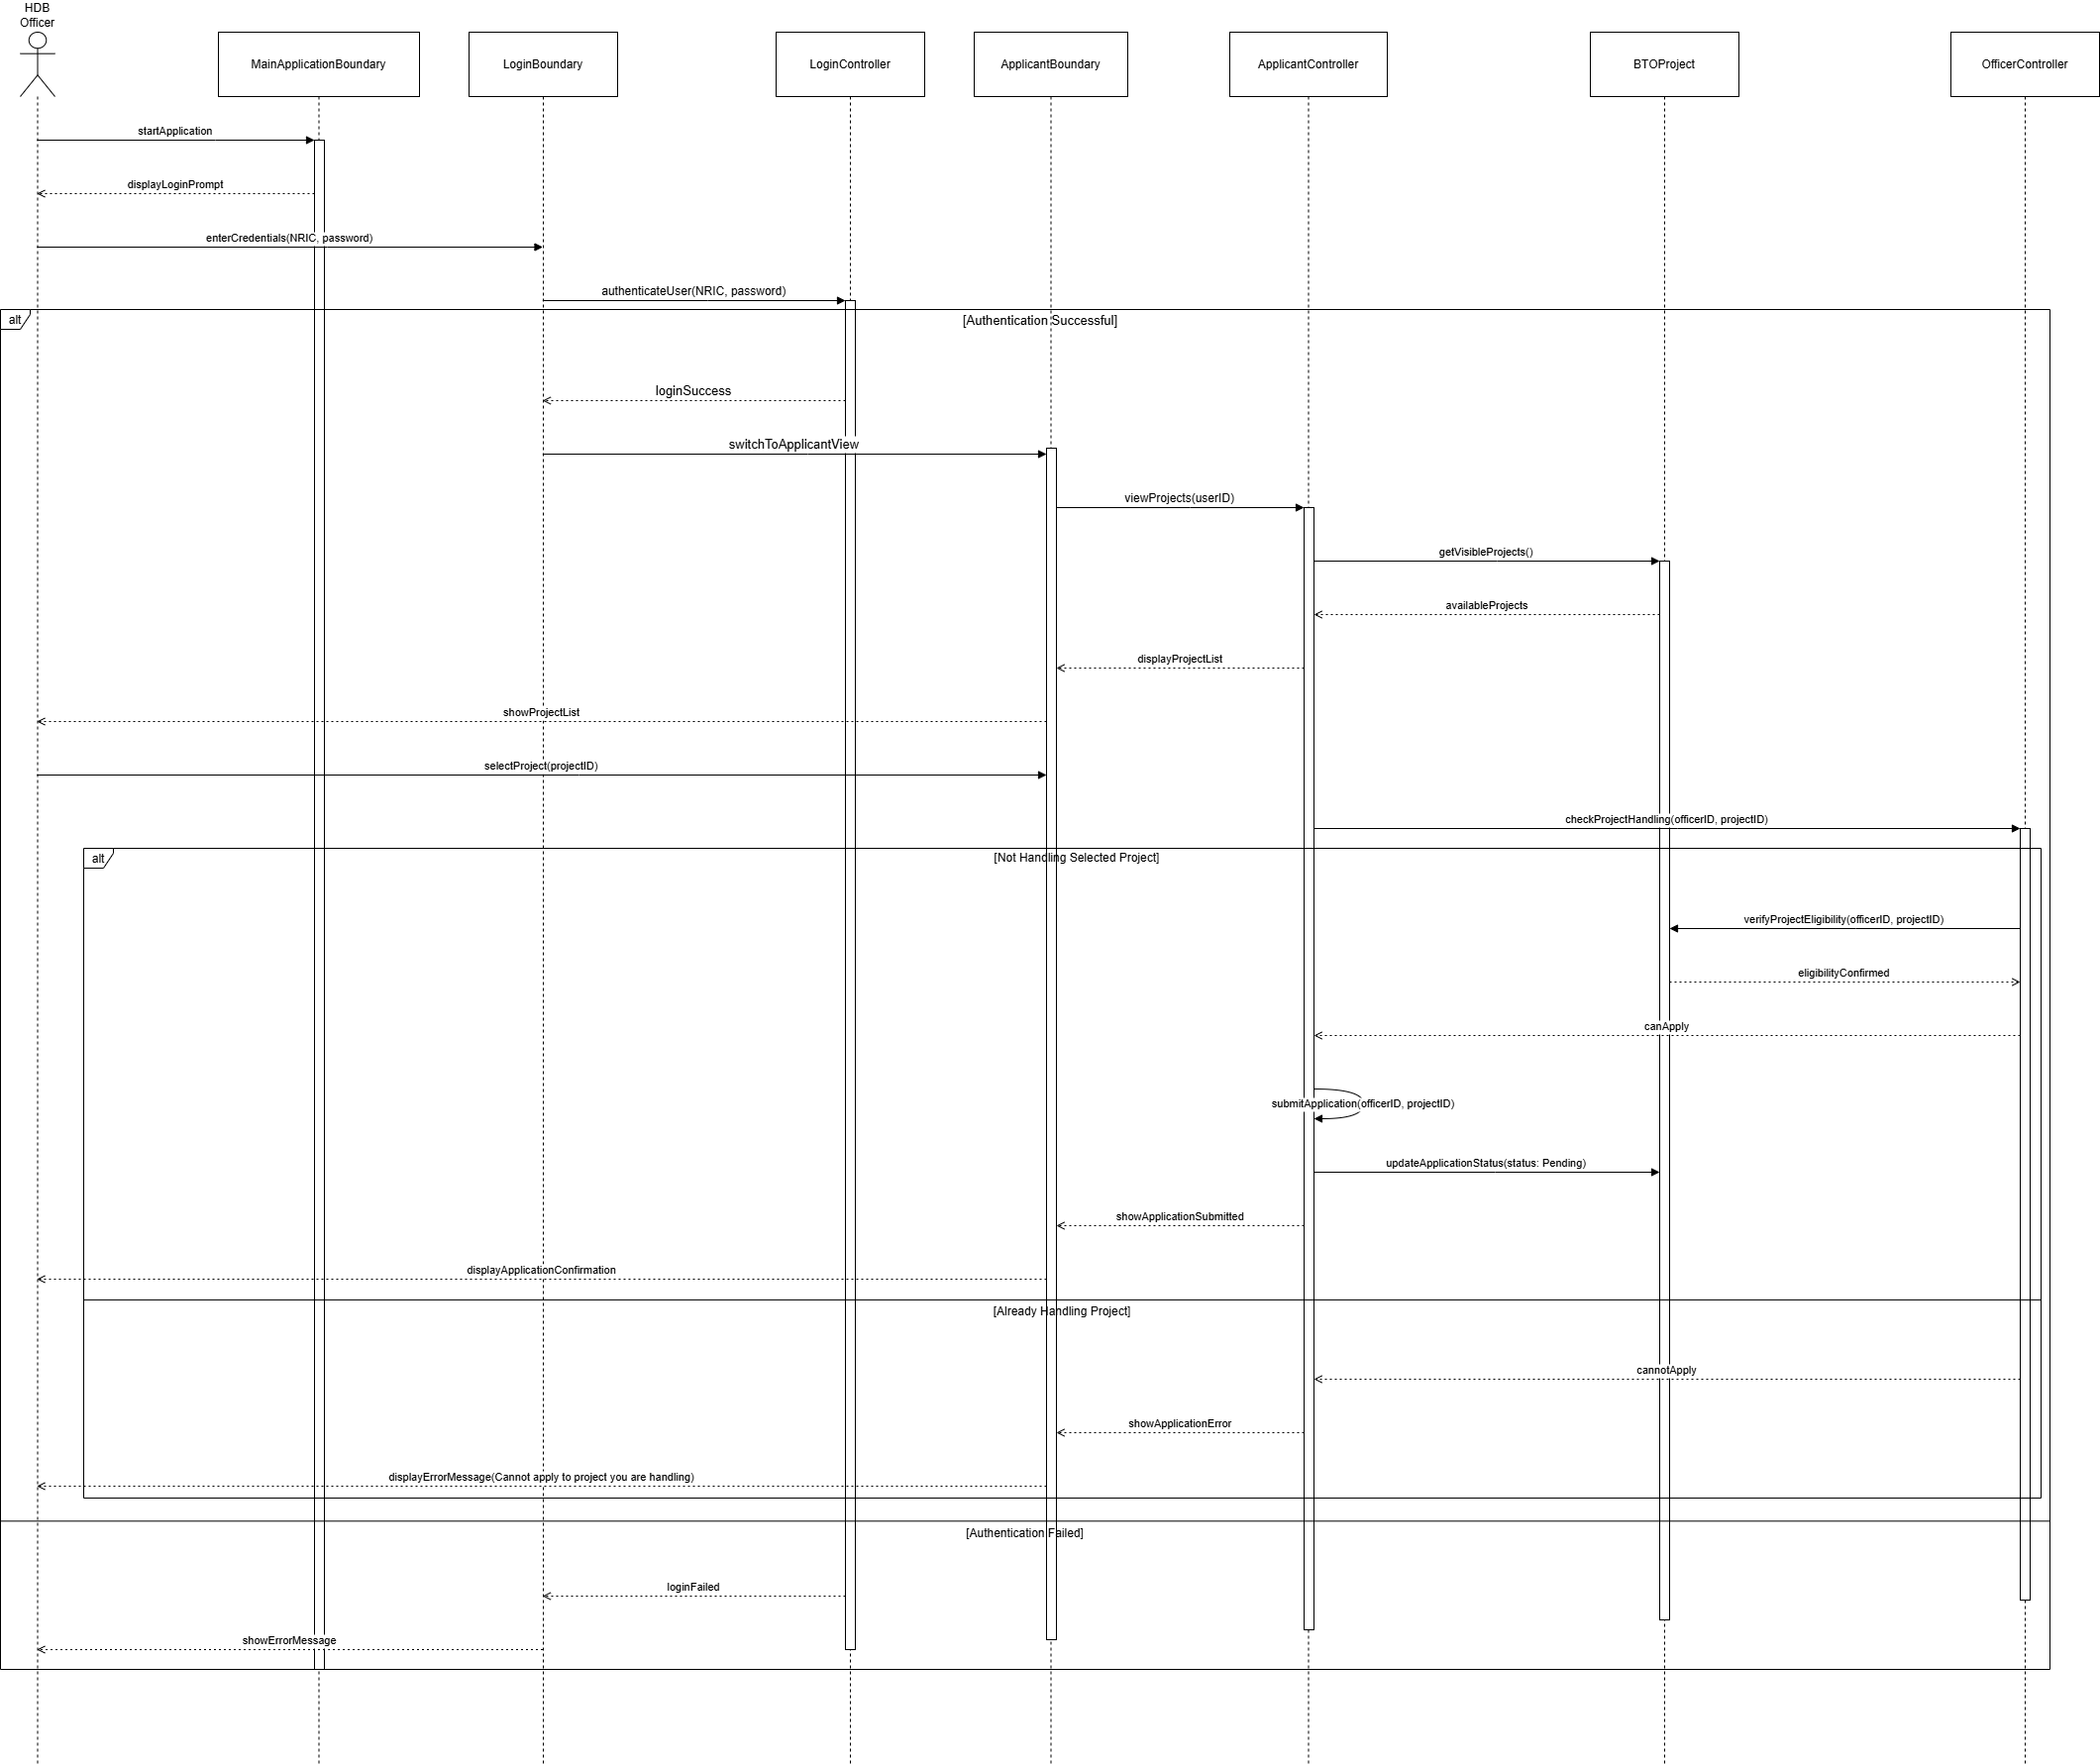 HDB
Officer
MainApplicationBoundary
LoginBoundary
LoginController
ApplicantBoundary
ApplicantController
BTOProject
OfficerController
startApplication
displayLoginPrompt
enterCredentials(NRIC, password)
authenticateUser(NRIC, password)
alt
[Authentication Successful]
loginSuccess
switchToApplicantView
viewProjects(userID)
getVisibleProjects()
availableProjects
displayProjectList
showProjectList
selectProject(projectID)
checkProjectHandling(officerID, projectID)
alt
[Not Handling Selected Project]
verifyProjectEligibility(officerID, projectID)
eligibilityConfirmed
canApply
submitApplication(officerID, projectID)
updateApplicationStatus(status: Pending)
showApplicationSubmitted
displayApplicationConfirmation
[Already Handling Project]
cannotApply
showApplicationError
displayErrorMessage(Cannot apply to project you are handling)
[Authentication Failed]
loginFailed
showErrorMessage